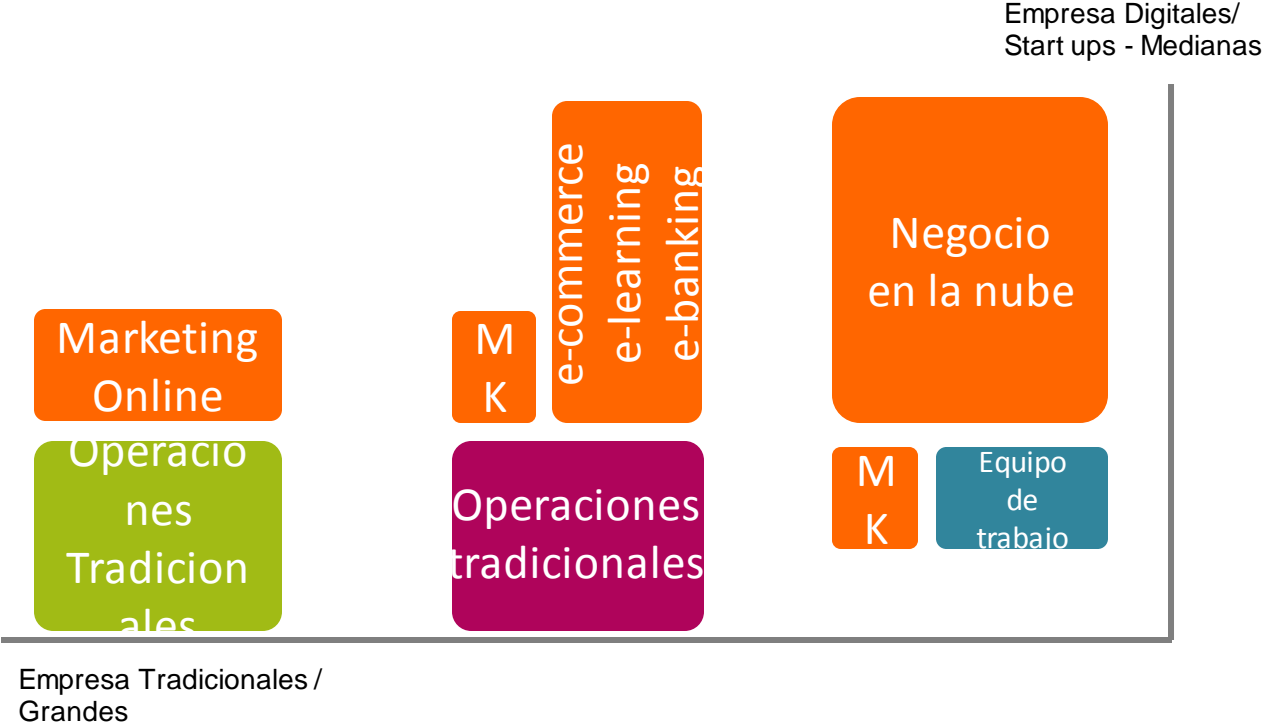 Empresa Digitales/
Start ups - Medianas
Marketing
Online
Operacio
nes
Tradicion
ales
M
K
e-commerce
e-learning
e-banking
Operaciones
tradicionales
Negocio
en la nube
M
K
Equipo
de
trabajo
Empresa Tradicionales /
Grandes